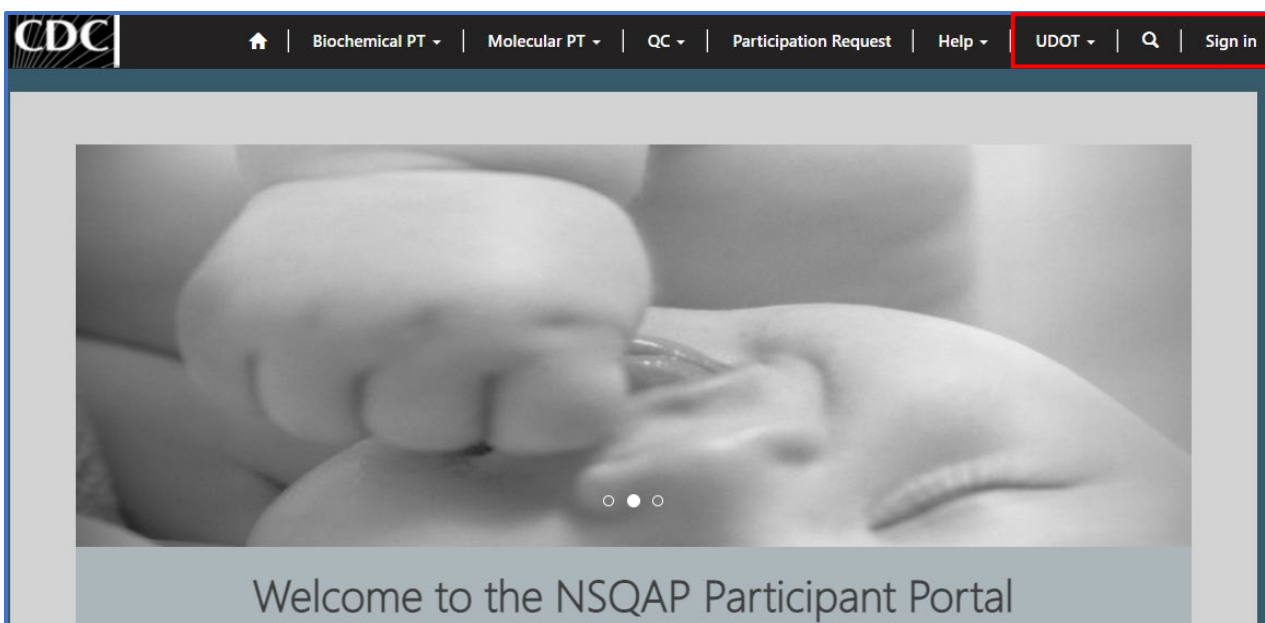 CDC
Biochemical PT | Molecular PT | QC | Participation Request | Help | UDOT | | Sign in
Welcome to the NSQAP Participant Portal